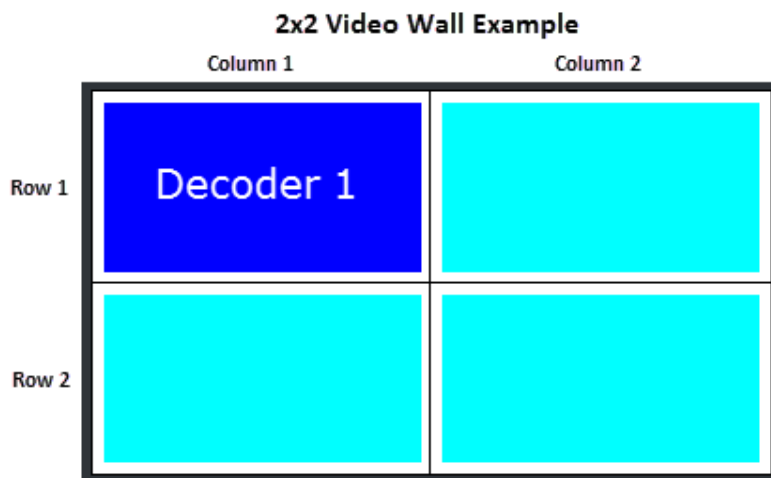 2x2 Video Wall Example
Column 1 Column 2
Row 1
Decoder 1
Row 2